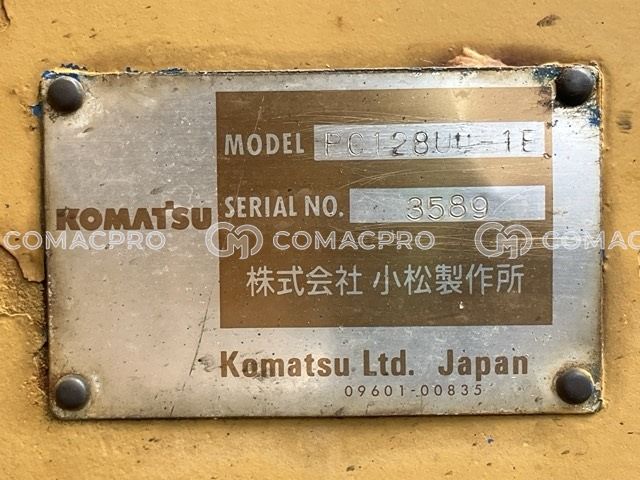 MODEL PC128UU-1E
SERIAL NO. 3589
KOMATSU
COMACPRO COMACPRO COMACPRO
株式会社 小松製作所
Komatsu Ltd. Japan
09601-00835